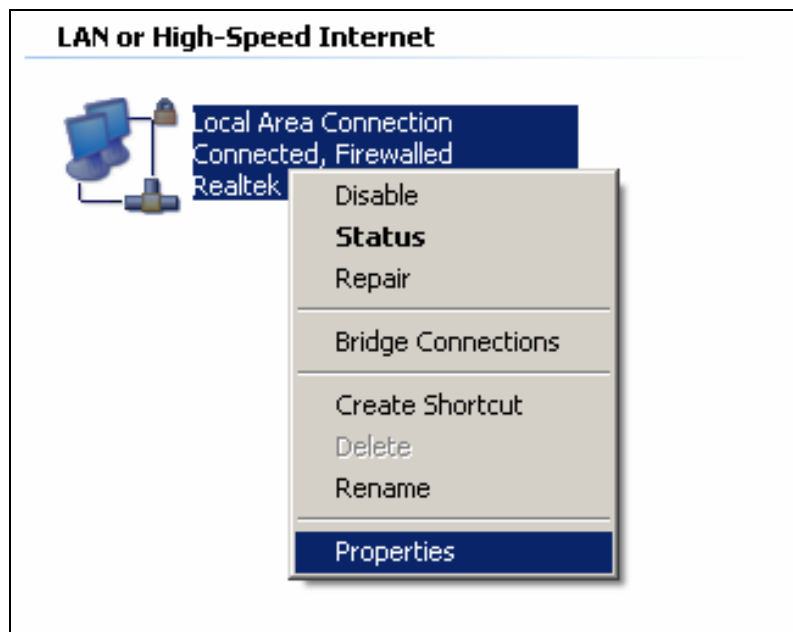 LAN or High-Speed Internet
Local Area Connection
Connected, Firewalled
Realtek
Disable
Status
Repair
Bridge Connections
Create Shortcut
Delete
Rename
Properties